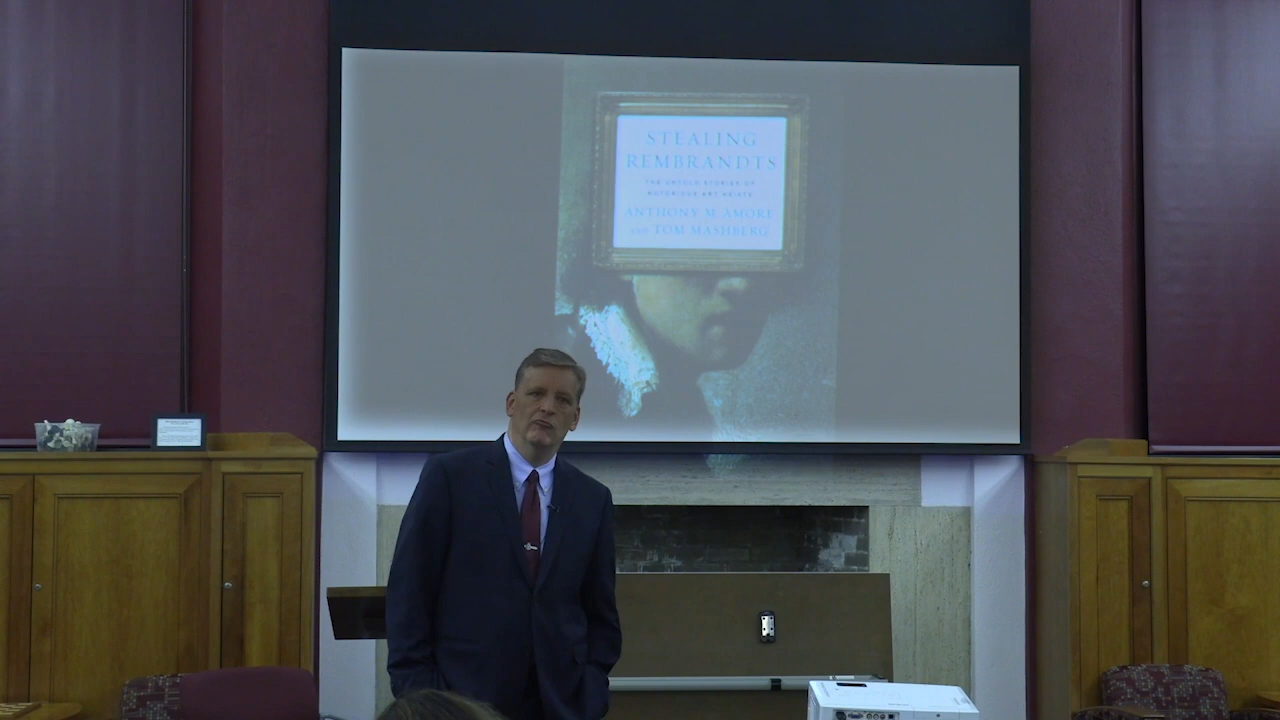 STEALING
REMBRANDTS
THE UNTOLD STORIES OF
NOTORIOUS ART HEISTS
ANTHONY M. AMORE
AND TOM MASHBERG